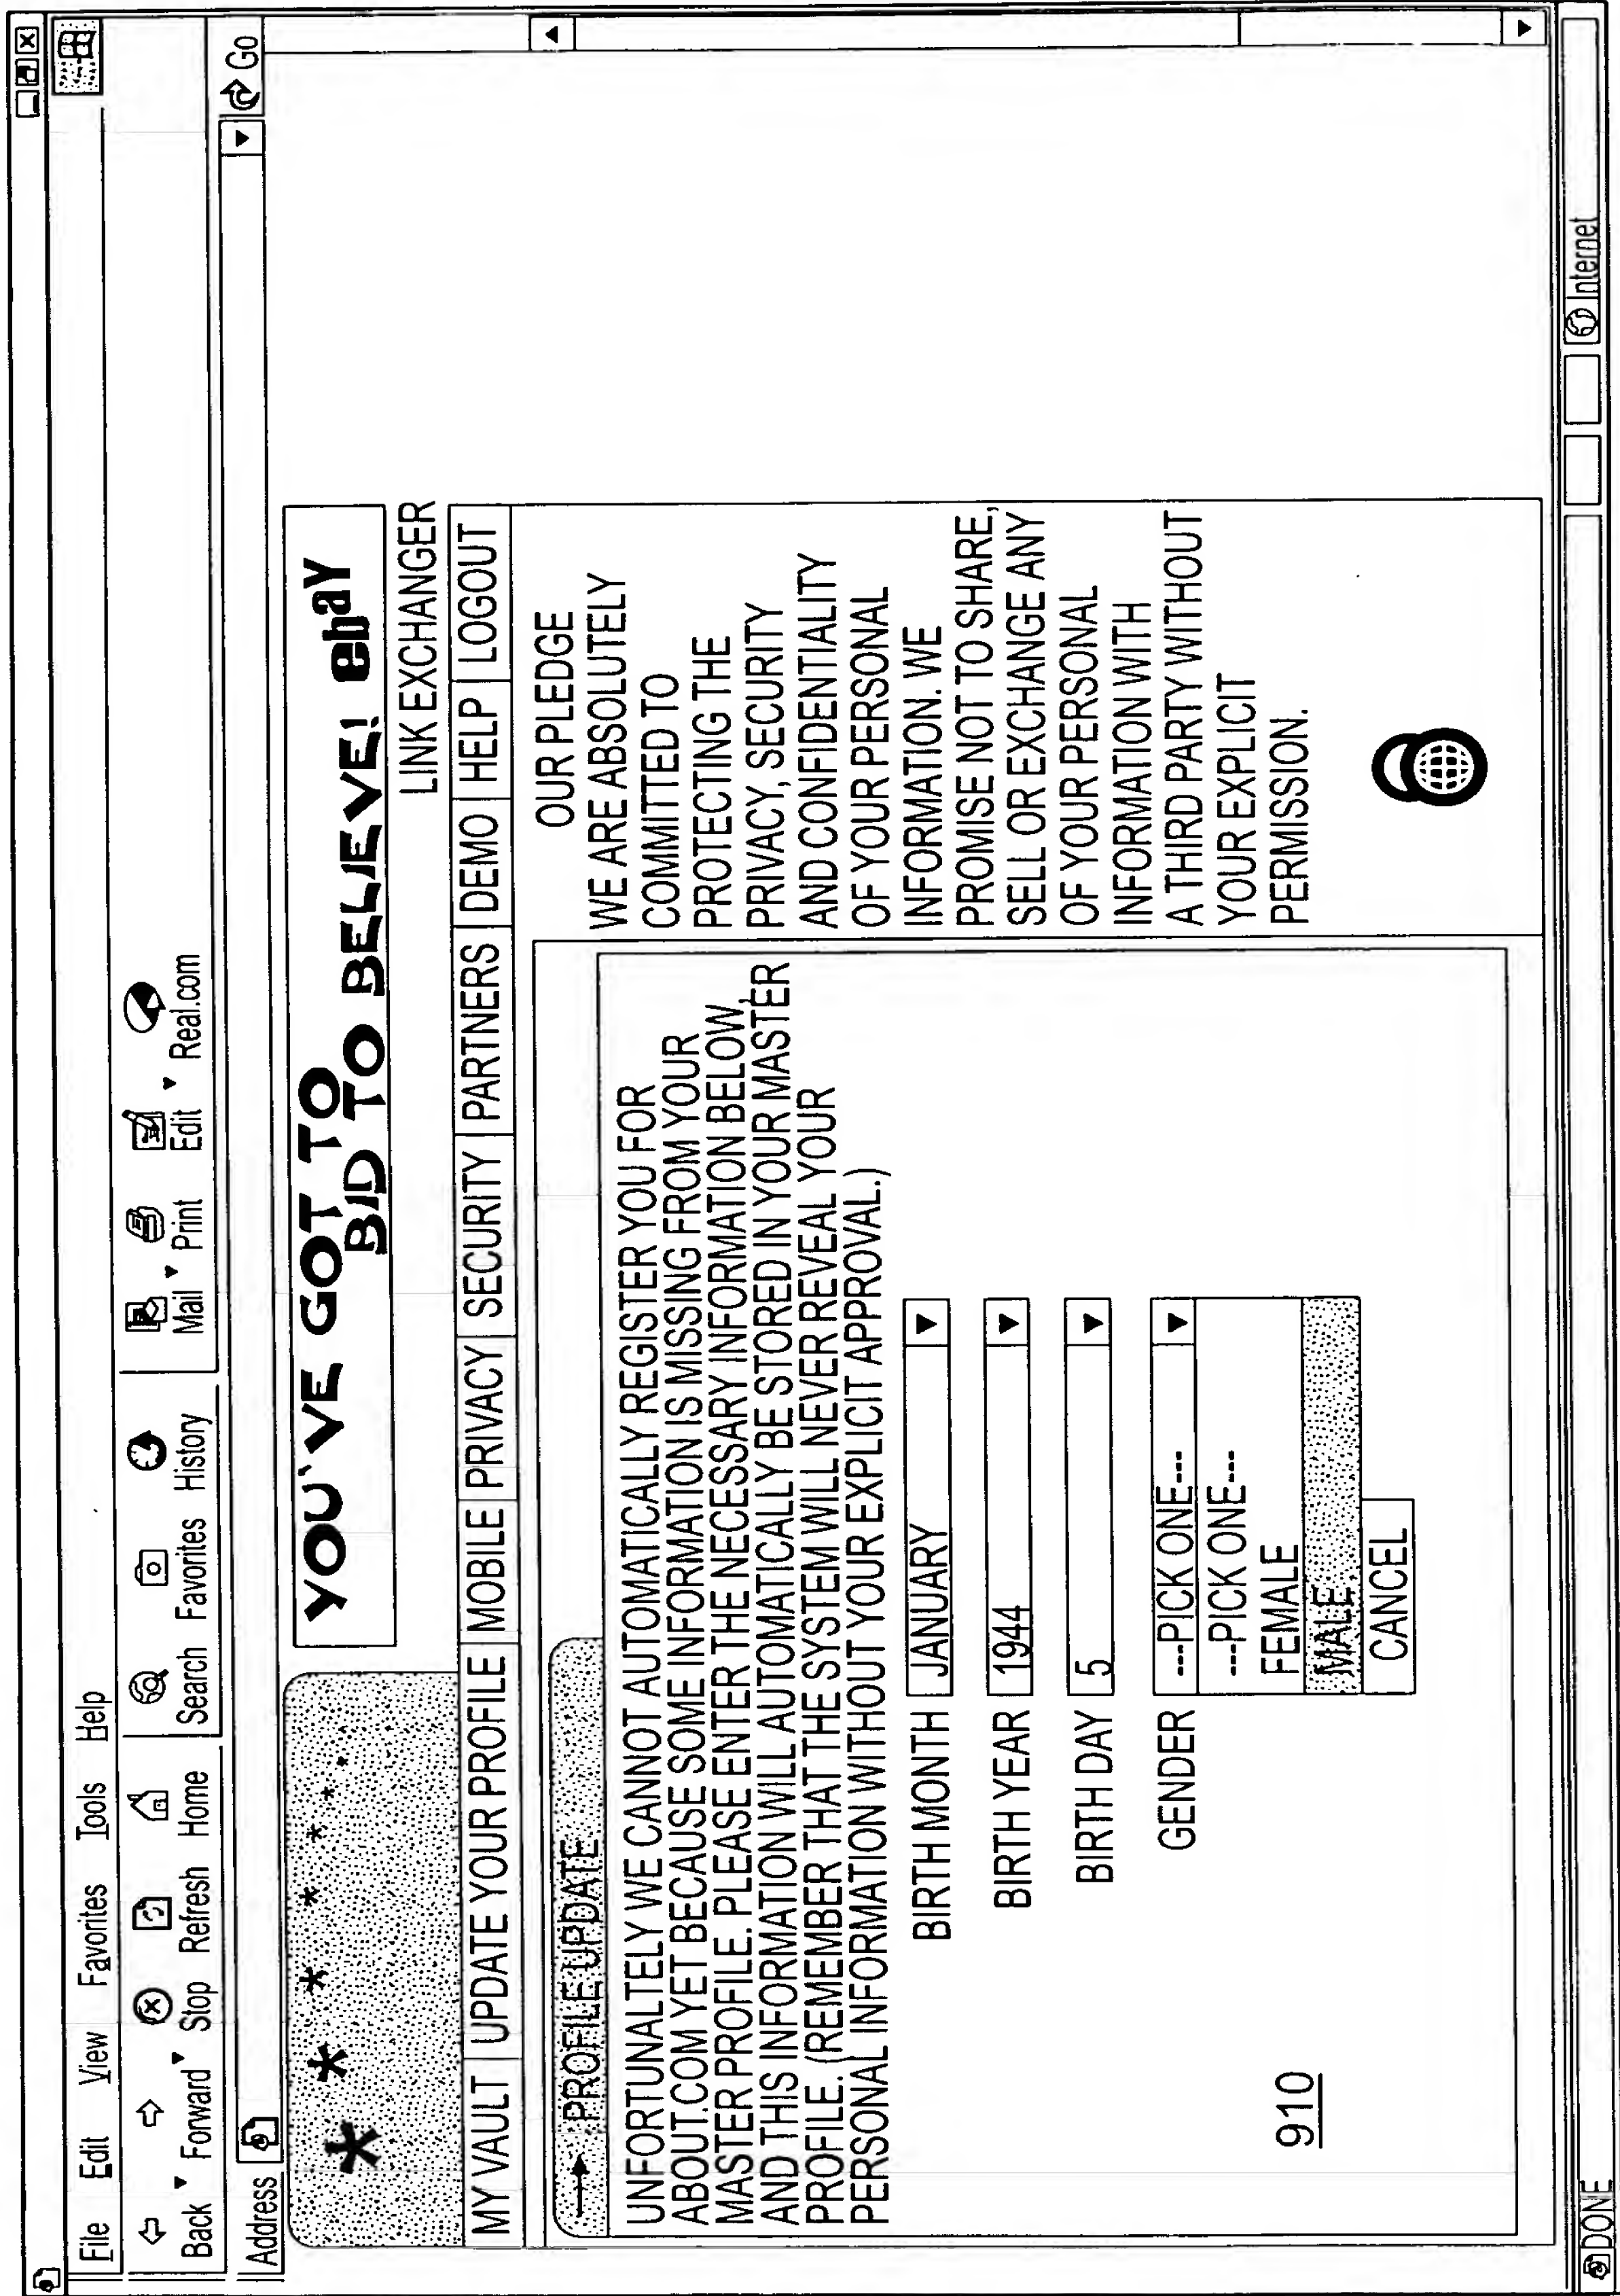 File Edit View Favorites Tools Help
Back Forward Stop Refresh Home Search Favorites History Mail Print Edit Real.com
Address Go
YOU'VE GOT TO
BID TO BELIEVE! ebaY
LINK EXCHANGER
MY VAULT UPDATE YOUR PROFILE MOBILE PRIVACY SECURITY PARTNERS DEMO HELP LOGOUT
PROFILE UPDATE
UNFORTUNALTELY WE CANNOT AUTOMATICALLY REGISTER YOU FOR
ABOUT.COM YET BECAUSE SOME INFORMATION IS MISSING FROM YOUR
MASTER PROFILE. PLEASE ENTER THE NECESSARY INFORMATION BELOW,
AND THIS INFORMATION WILL AUTOMATICALLY BE STORED IN YOUR MASTER
PROFILE. (REMEMBER THAT THE SYSTEM WILL NEVER REVEAL YOUR
PERSONAL INFORMATION WITHOUT YOUR EXPLICIT APPROVAL.)
BIRTH MONTH JANUARY
BIRTH YEAR 1944
BIRTH DAY 5
GENDER ---PICK ONE---
---PICK ONE---
FEMALE
MALE
CANCEL
910
OUR PLEDGE
WE ARE ABSOLUTELY
COMMITTED TO
PROTECTING THE
PRIVACY, SECURITY
AND CONFIDENTIALITY
OF YOUR PERSONAL
INFORMATION. WE
PROMISE NOT TO SHARE,
SELL OR EXCHANGE ANY
OF YOUR PERSONAL
INFORMATION WITH
A THIRD PARTY WITHOUT
YOUR EXPLICIT
PERMISSION.
DONE Internet